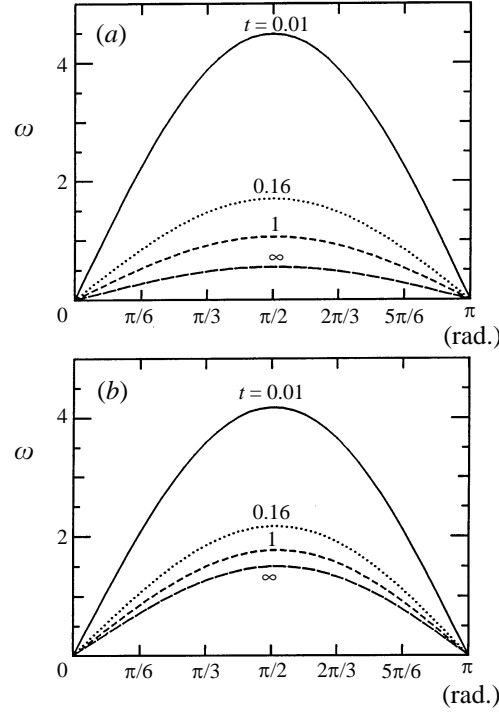 (a)
t = 0.01
4
ω
2
0.16
1
∞
0 π/6 π/3 π/2 2π/3 5π/6 π
(rad.)
(b)
t = 0.01
4
ω
2
0.16
1
∞
0 π/6 π/3 π/2 2π/3 5π/6 π
(rad.)